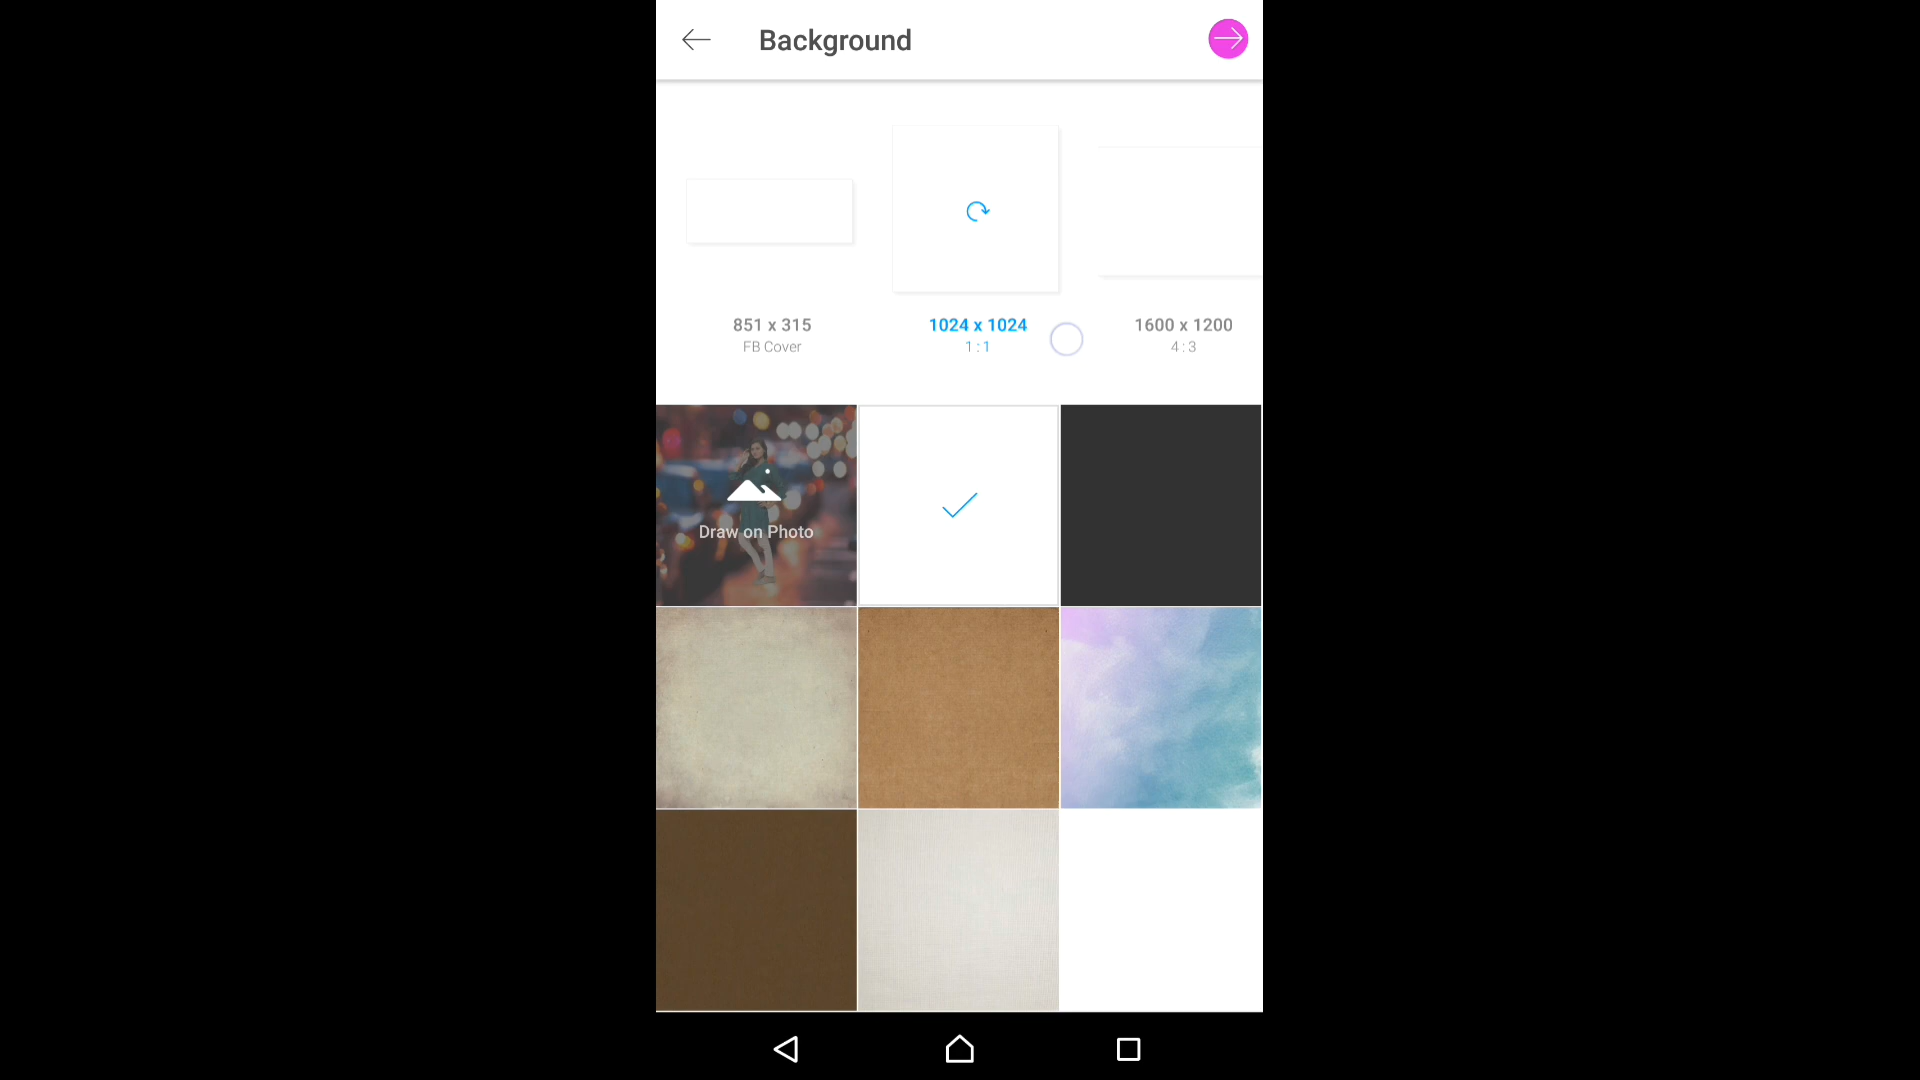 Background
851 x 315
FB Cover
1024 x 1024
1 : 1
1600 x 1200
4 : 3
Draw on Photo